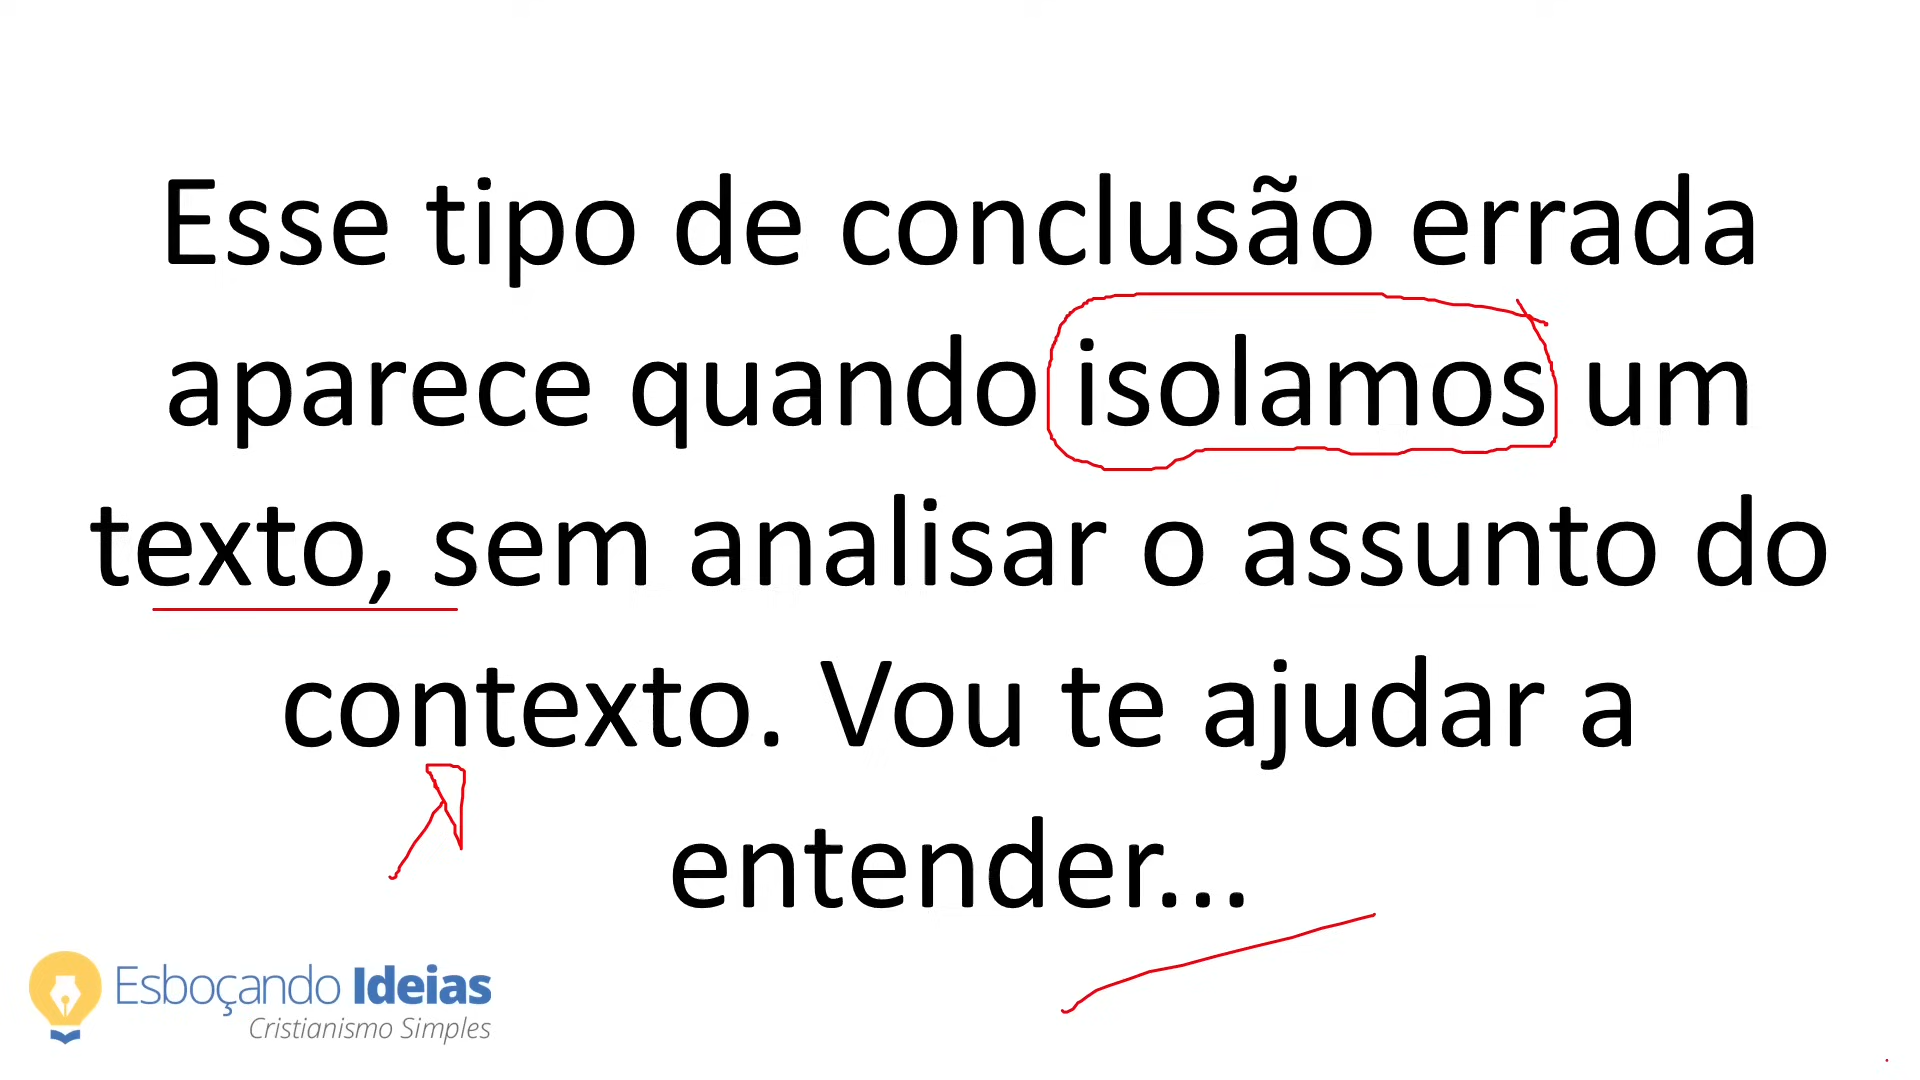 Esse tipo de conclusão errada
aparece quando isolamos um
texto, sem analisar o assunto do
contexto. Vou te ajudar a
entender...
Esboçando Ideias
Cristianismo Simples